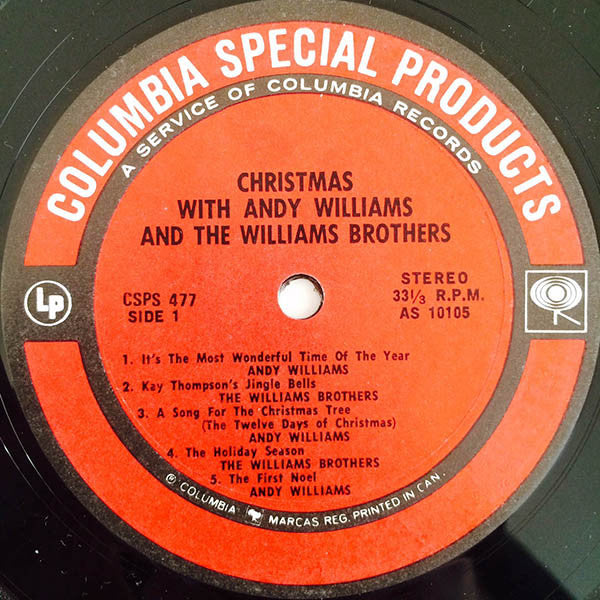 COLUMBIA SPECIAL PRODUCTS
A SERVICE OF COLUMBIA RECORDS
CHRISTMAS
WITH ANDY WILLIAMS
AND THE WILLIAMS BROTHERS
LP
CSPS 477
SIDE 1
STEREO
33⅓ R.P.M.
AS 10105
1. It's The Most Wonderful Time Of The Year
ANDY WILLIAMS
2. Kay Thompson's Jingle Bells
THE WILLIAMS BROTHERS
3. A Song For The Christmas Tree
(The Twelve Days of Christmas)
ANDY WILLIAMS
4. The Holiday Season
THE WILLIAMS BROTHERS
5. The First Noel
ANDY WILLIAMS
℗ COLUMBIA MARCAS REG. PRINTED IN CAN.